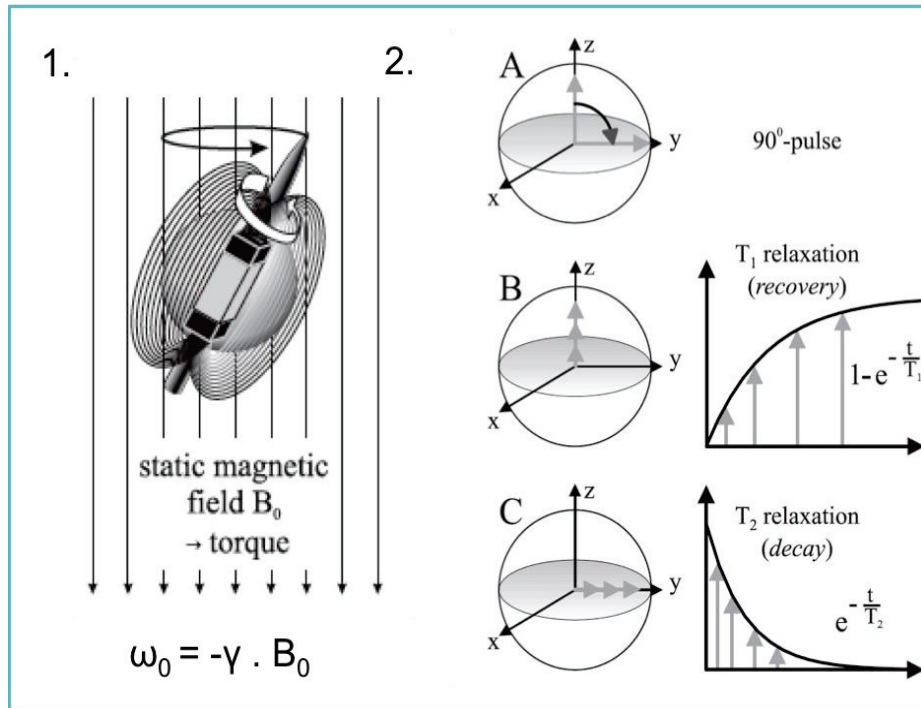 1.
static magnetic
field B₀
→ torque
ω₀ = -γ . B₀
2.
A
z
y
x
90⁰-pulse
B
z
y
x
T₁ relaxation
(recovery)
1-e^(-t/T₁)
C
z
y
x
T₂ relaxation
(decay)
e^(-t/T₂)